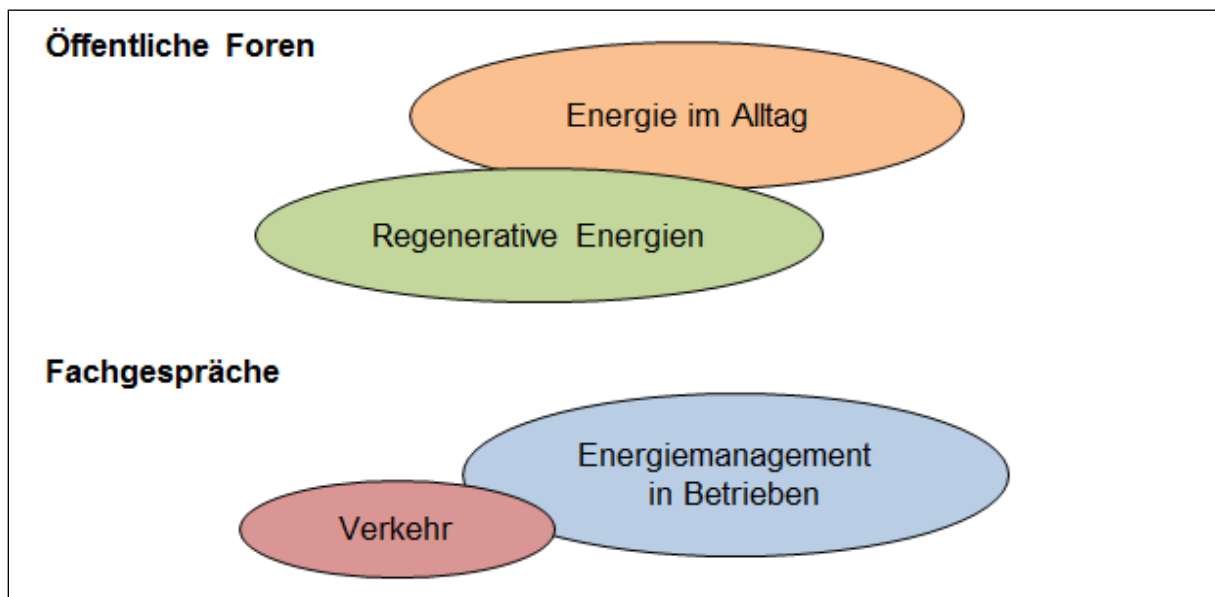 Öffentliche Foren
Energie im Alltag
Regenerative Energien
Fachgespräche
Energiemanagement
in Betrieben
Verkehr